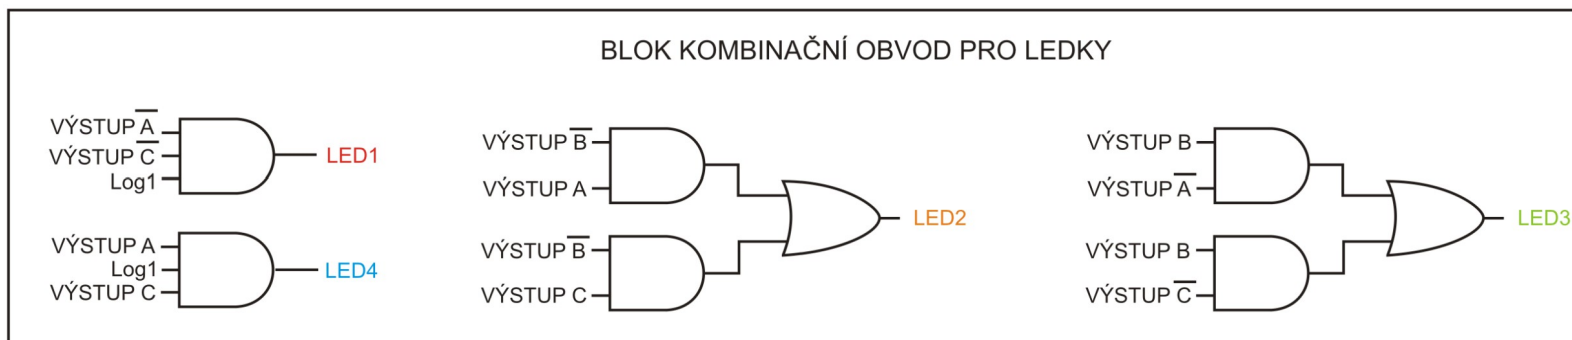 BLOK KOMBINAČNÍ OBVOD PRO LEDKY
VÝSTUP A̅
VÝSTUP C̅
Log1
LED1
VÝSTUP A
Log1
VÝSTUP C
LED4
VÝSTUP B̅
VÝSTUP A
VÝSTUP B̅
VÝSTUP C
LED2
VÝSTUP B
VÝSTUP A̅
VÝSTUP B
VÝSTUP C̅
LED3